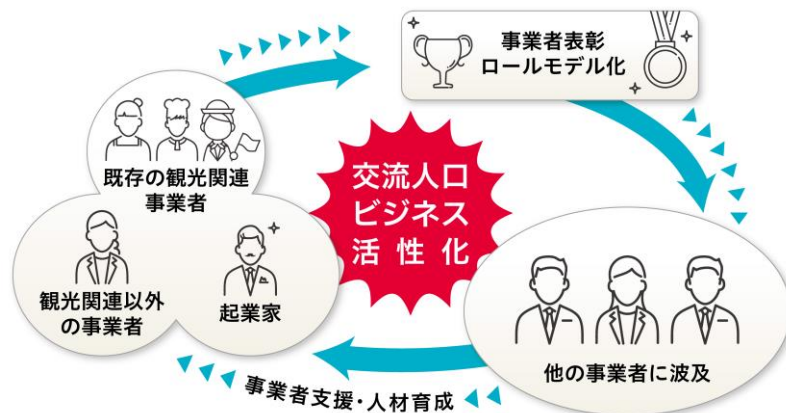 事業者表彰
ロールモデル化
既存の観光関連
事業者
交流人口
ビジネス
活性化
観光関連以外
の事業者
起業家
他の事業者に波及
事業者支援・人材育成